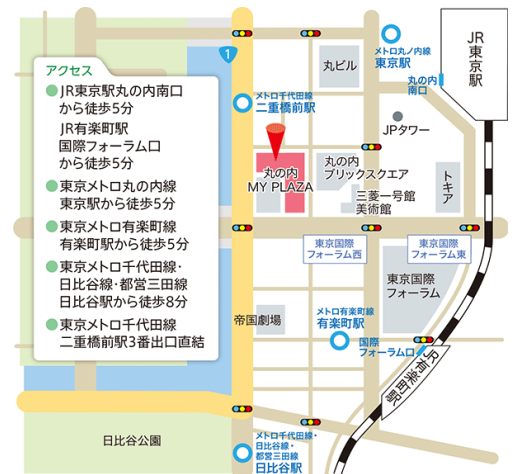 アクセス
JR東京駅丸の内南口
から徒歩5分
JR有楽町駅
国際フォーラム口
から徒歩5分
東京メトロ丸の内線
東京駅から徒歩5分
東京メトロ有楽町線
有楽町駅から徒歩5分
東京メトロ千代田線・
日比谷線・都営三田線
日比谷駅から徒歩8分
東京メトロ千代田線
二重橋前駅3番出口直結
1
メトロ千代田線
二重橋前駅
丸ビル
メトロ丸ノ内線
東京駅
JR東京駅
丸の内
南口
JPタワー
丸の内
MY PLAZA
丸の内
ブリックスクエア
三菱一号館
美術館
トキア
東京国際
フォーラム西
東京国際
フォーラム東
東京国際
フォーラム
帝国劇場
メトロ有楽町線
有楽町駅
国際
フォーラム口
JR有楽町駅
日比谷公園
メトロ千代田線・
日比谷線・
都営三田線
日比谷駅